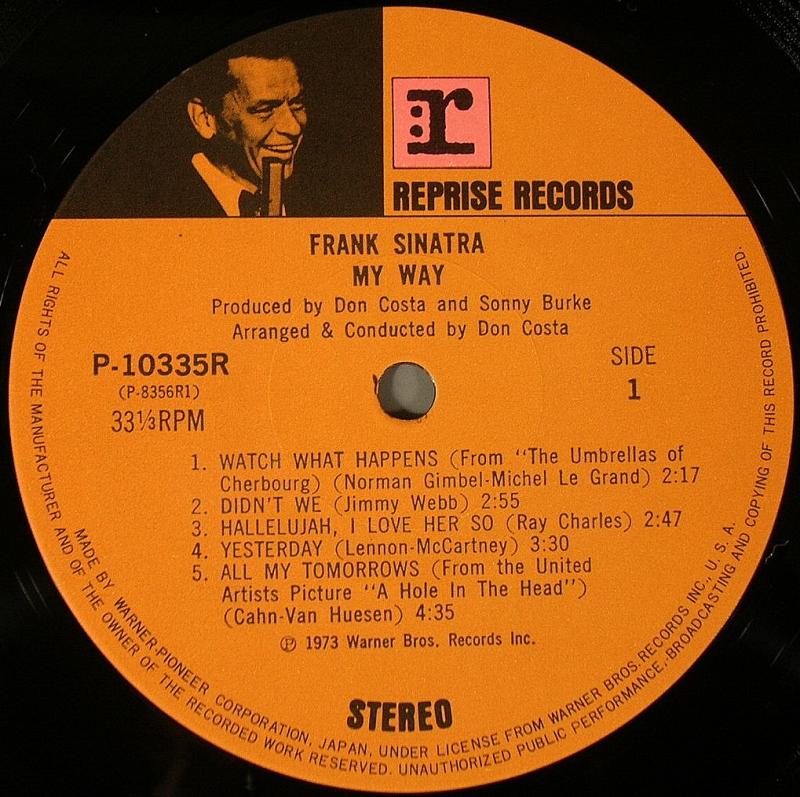 r
REPRISE RECORDS
FRANK SINATRA
MY WAY
Produced by Don Costa and Sonny Burke
Arranged & Conducted by Don Costa
P-10335R
(P-8356R1)
33⅓RPM
SIDE
1
1. WATCH WHAT HAPPENS (From "The Umbrellas of
Cherbourg) (Norman Gimbel-Michel Le Grand) 2:17
2. DIDN'T WE (Jimmy Webb) 2:55
3. HALLELUJAH, I LOVE HER SO (Ray Charles) 2:47
4. YESTERDAY (Lennon-McCartney) 3:30
5. ALL MY TOMORROWS (From the United
Artists Picture "A Hole In The Head")
(Cahn-Van Huesen) 4:35
℗ 1973 Warner Bros. Records Inc.
STEREO
MADE BY WARNER-PIONEER CORPORATION, JAPAN, UNDER LICENSE FROM WARNER BROS. RECORDS INC., U. S. A.
ALL RIGHTS OF THE MANUFACTURER AND OF THE OWNER OF THE RECORDED WORK RESERVED. UNAUTHORIZED PUBLIC PERFORMANCE, BROADCASTING AND COPYING OF THIS RECORD PROHIBITED.